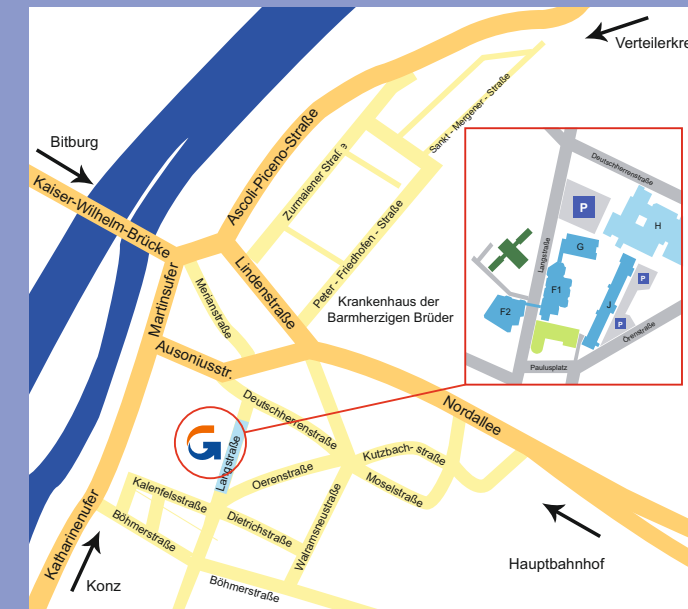 Verteilerkre
Bitburg
Kaiser-Wilhelm-Brücke
Ascoli-Piceno-Straße
Zurmaiener Straße
Sankt - Mergener - Straße
Peter - Friedhofen - Straße
Lindenstraße
Martinsufer
Merianstraße
Krankenhaus der
Barmherzigen Brüder
Ausoniusstr.
Deutschherrenstraße
Nordallee
Langstraße
G
Kutzbach- straße
Oerenstraße
Moselstraße
Kalenfelsstraße
Dietrichstraße
Walramsneustraße
Böhmerstraße
Böhmerstraße
Katharinenufer
Konz
Hauptbahnhof
Deutschherrenstraße
P
H
G
Langstraße
F1
F2
J
P
P
Örenstraße
Paulusplatz